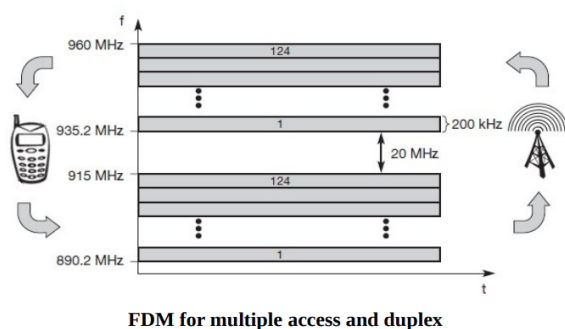 f
960 MHz
124
935.2 MHz
1
200 kHz
20 MHz
915 MHz
124
890.2 MHz
1
t
FDM for multiple access and duplex